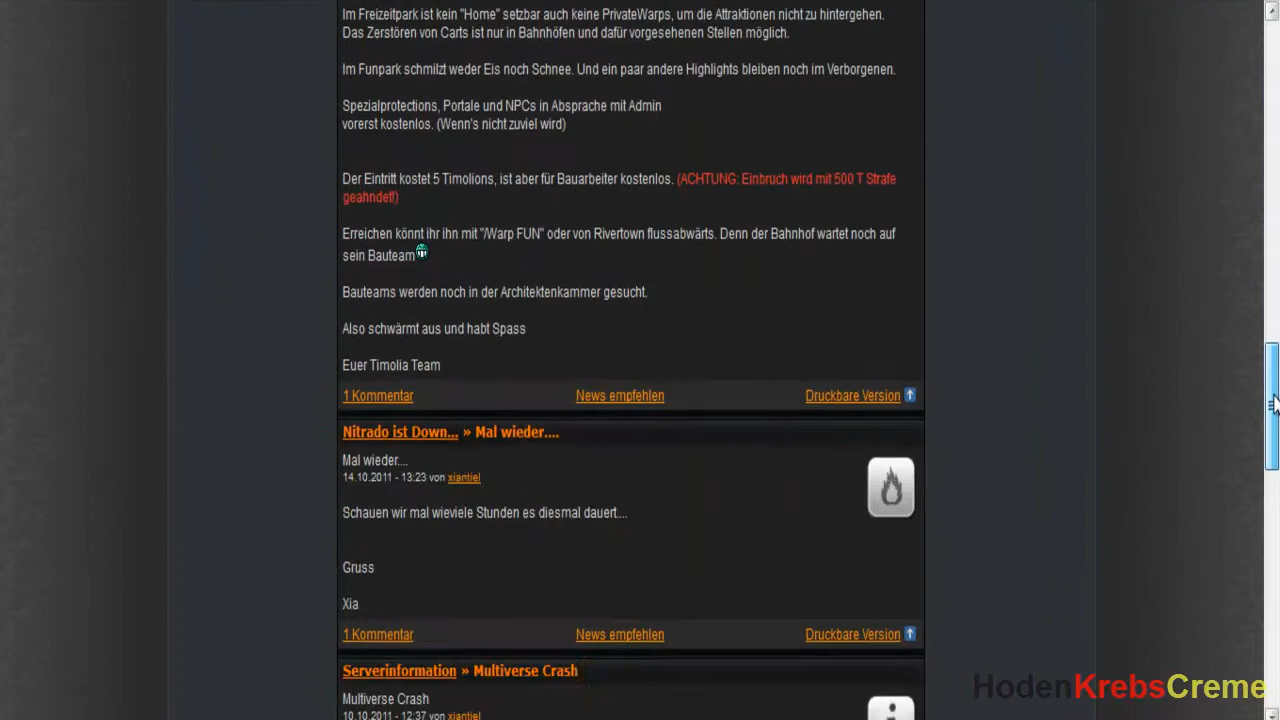 Im Freizeitpark ist kein "Home" setzbar auch keine PrivateWarps, um die Attraktionen nicht zu hintergehen.
Das Zerstören von Carts ist nur in Bahnhöfen und dafür vorgesehenen Stellen möglich.
Im Funpark schmilzt weder Eis noch Schnee. Und ein paar andere Highlights bleiben noch im Verborgenen.
Spezialprotections, Portale und NPCs in Absprache mit Admin
vorerst kostenlos. (Wenn's nicht zuviel wird)
Der Eintritt kostet 5 Timolions, ist aber für Bauarbeiter kostenlos. (ACHTUNG: Einbruch wird mit 500 T Strafe
geahndet!)
Erreichen könnt ihr ihn mit "/Warp FUN" oder von Rivertown flussabwärts. Denn der Bahnhof wartet noch auf
sein Bauteam
Bauteams werden noch in der Architektenkammer gesucht.
Also schwärmt aus und habt Spass
Euer Timolia Team
1 Kommentar News empfehlen Druckbare Version
Nitrado ist Down... » Mal wieder....
Mal wieder....
14.10.2011 - 13:23 von xiantiel
Schauen wir mal wieviele Stunden es diesmal dauert....
Gruss
Xia
1 Kommentar News empfehlen Druckbare Version
Serverinformation » Multiverse Crash
Multiverse Crash
10.10.2011 - 12:37 von xiantiel
HodenKrebsCreme